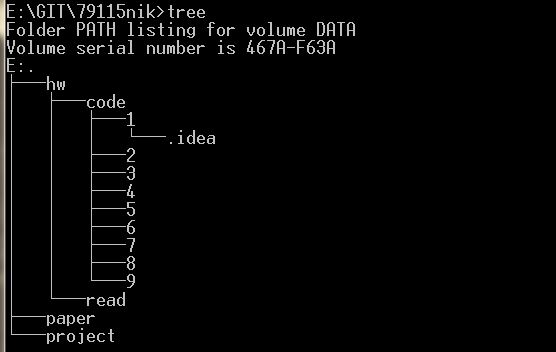 E:\GIT\79115nik>tree
Folder PATH listing for volume DATA
Volume serial number is 467A-F63A
E:.
├───hw
│   ├───code
│   │   ├───1
│   │   │   └───.idea
│   │   ├───2
│   │   ├───3
│   │   ├───4
│   │   ├───5
│   │   ├───6
│   │   ├───7
│   │   ├───8
│   │   └───9
│   └───read
├───paper
└───project